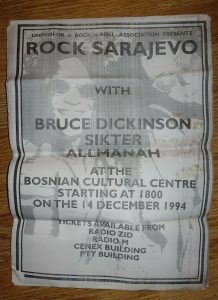 UNPROFOR & ROCK'N'ROLL ASSOCIATION PRESENTS
ROCK SARAJEVO
WITH
BRUCE DICKINSON
SIKTER
ALLMANAH
AT THE
BOSNIAN CULTURAL CENTRE
STARTING AT 1800
ON THE 14 DECEMBER 1994
TICKETS AVAILABLE FROM
RADIO ZID
RADIO M
CENEX BUILDING
PTT BUILDING